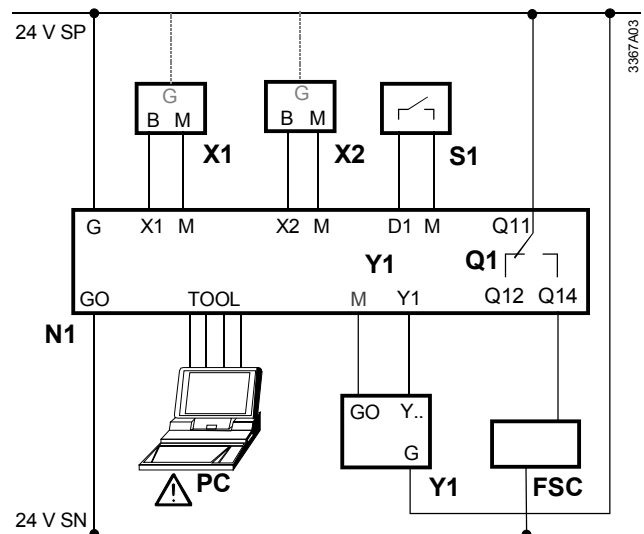 24 V SP
3367A03
G
G
B M
B M
X1
X2
S1
G X1 M X2 M D1 M Q11
Y1
Q1
GO TOOL M Y1 Q12 Q14
N1
GO Y..
G
PC
Y1
FSC
24 V SN